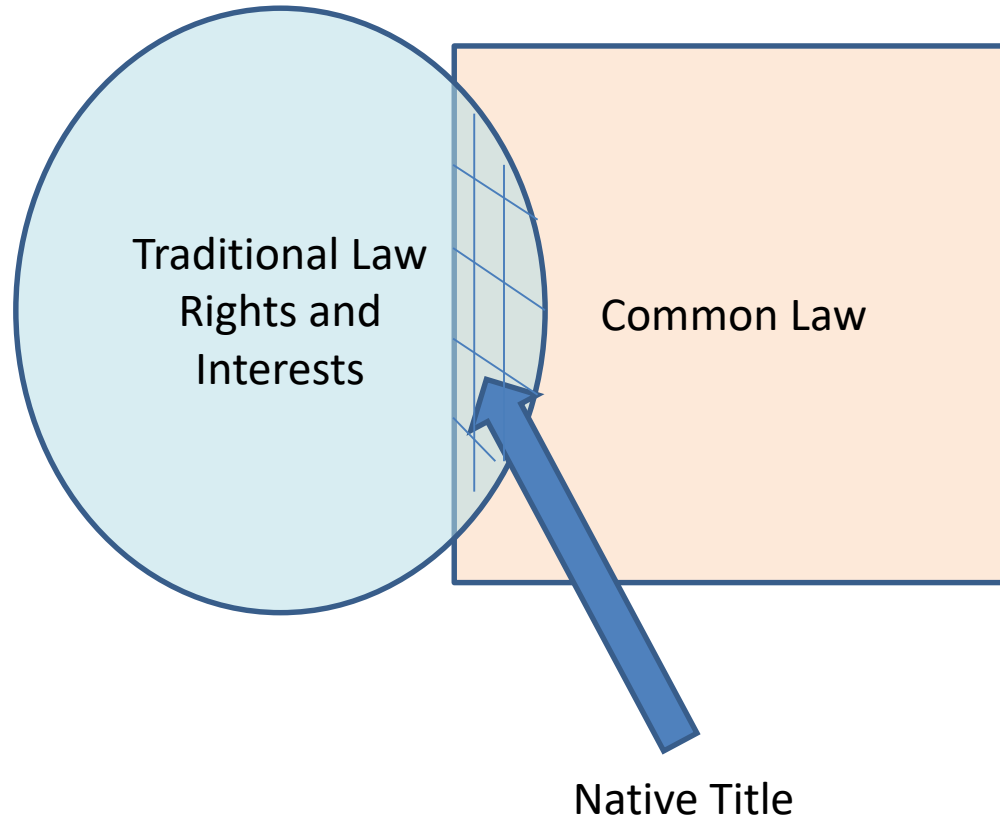 Traditional Law
Rights and
Interests
Common Law
Native Title